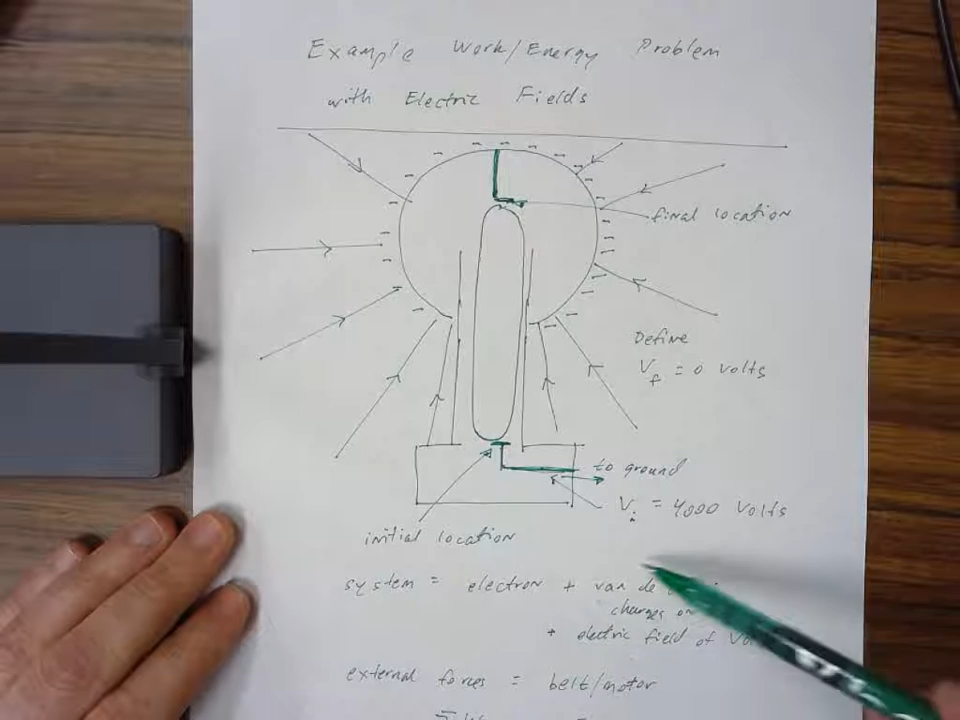 Example Work/Energy Problem
with Electric Fields
final location
Define
V_f = 0 volts
to ground
V_i = 4000 Volts
initial location
system = electron + van de
charges on
+ electric field of
external forces = belt/motor